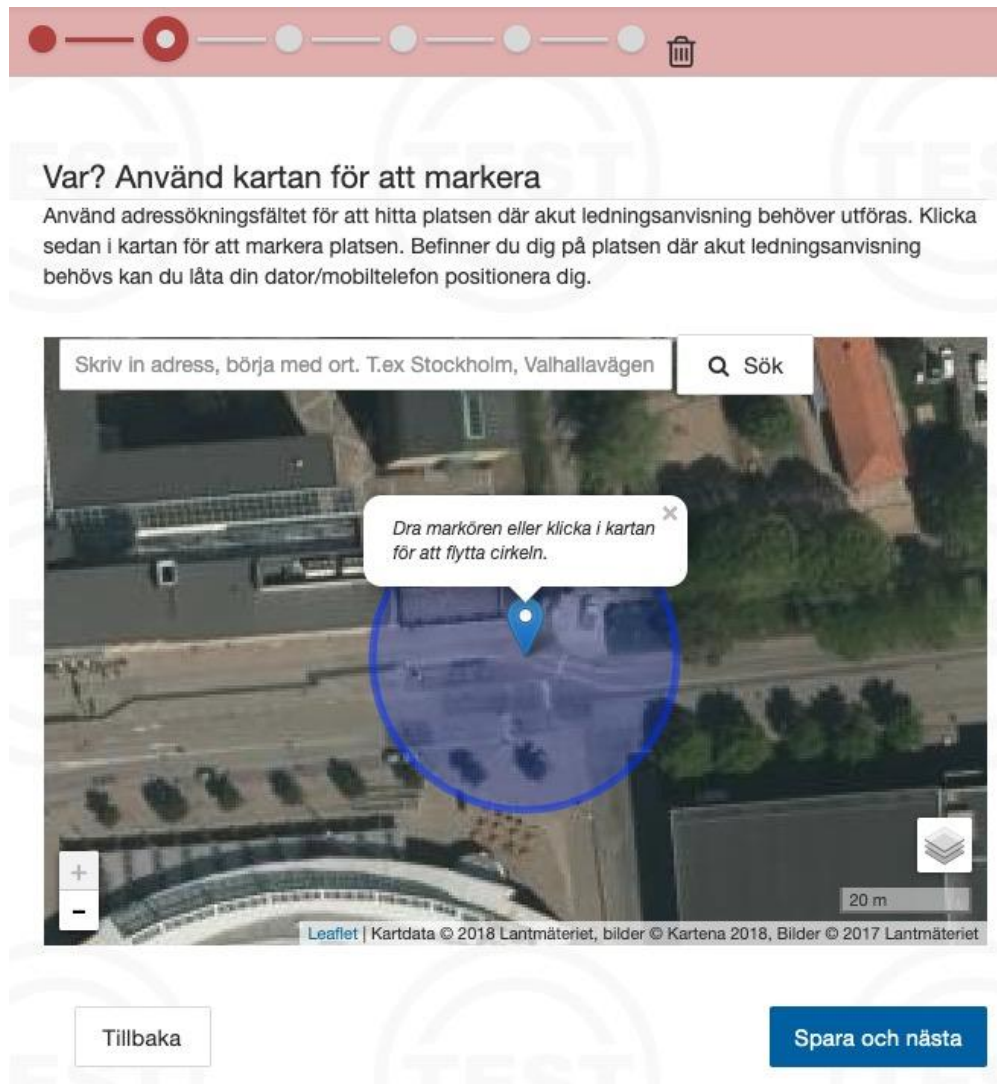 TEST
TEST
Var? Använd kartan för att markera
Använd adressökningsfältet för att hitta platsen där akut ledningsanvisning behöver utföras. Klicka
sedan i kartan för att markera platsen. Befinner du dig på platsen där akut ledningsanvisning
behövs kan du låta din dator/mobiltelefon positionera dig.
Skriv in adress, börja med ort. T.ex Stockholm, Valhallavägen
Sök
Dra markören eller klicka i kartan
för att flytta cirkeln.
+
-
20 m
Leaflet | Kartdata © 2018 Lantmäteriet, bilder © Kartena 2018, Bilder © 2017 Lantmäteriet
Tillbaka
Spara och nästa